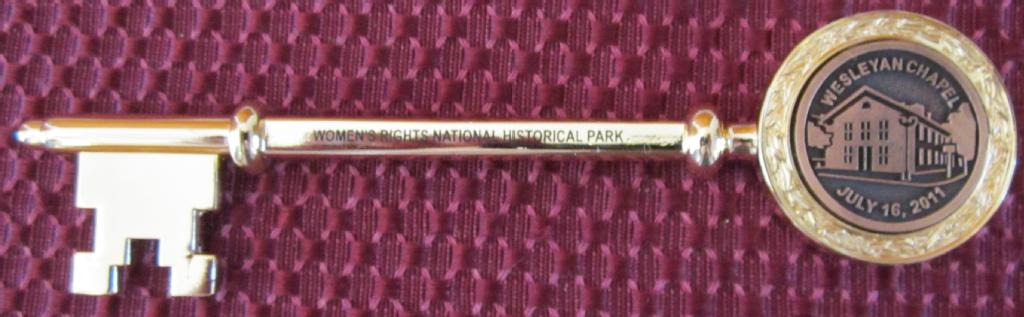 WOMEN'S RIGHTS NATIONAL HISTORICAL PARK
WESLEYAN CHAPEL
JULY 16, 2011